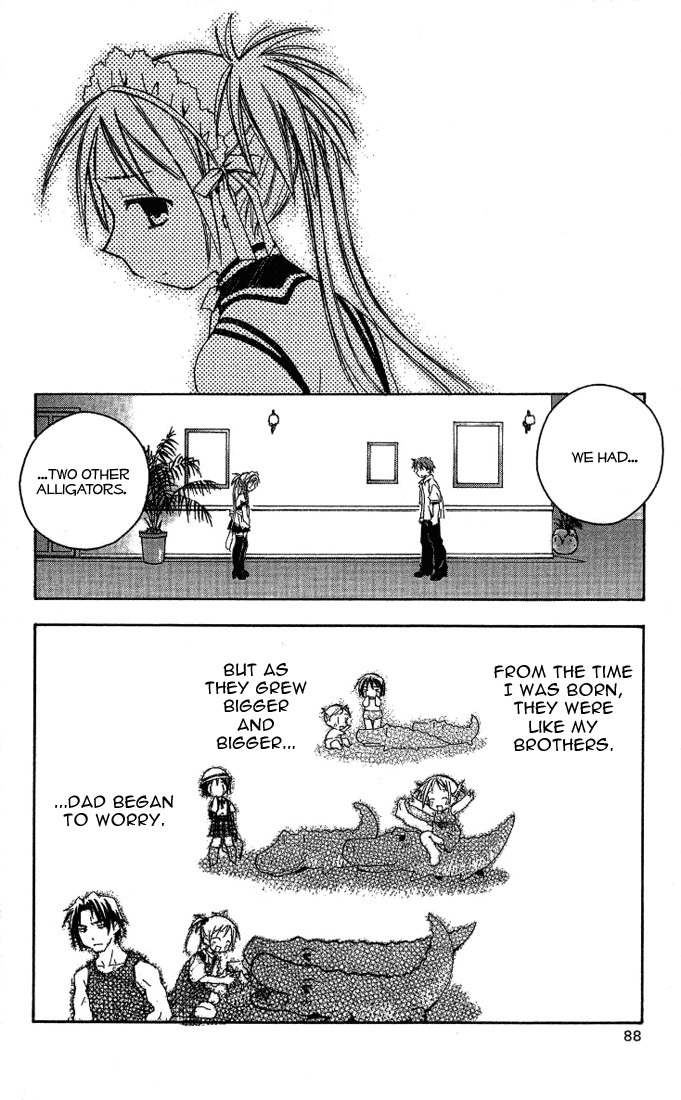 WE HAD...
...TWO OTHER
ALLIGATORS.
FROM THE TIME
I WAS BORN,
THEY WERE
LIKE MY
BROTHERS.
BUT AS
THEY GREW
BIGGER
AND
BIGGER...
...DAD BEGAN
TO WORRY.
88